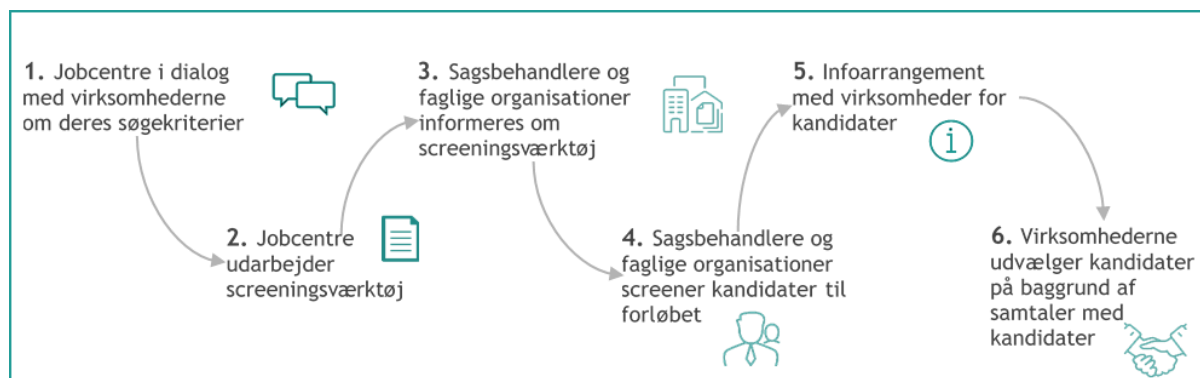 1. Jobcentre i dialog
med virksomhederne
om deres søgekriterier
2. Jobcentre
udarbejder
screeningsværktøj
3. Sagsbehandlere og
faglige organisationer
informeres om
screeningsværktøj
4. Sagsbehandlere og
faglige organisationer
screener kandidater til
forløbet
5. Infoarrangement
med virksomheder for
kandidater
6. Virksomhederne
udvælger kandidater
på baggrund af
samtaler med
kandidater